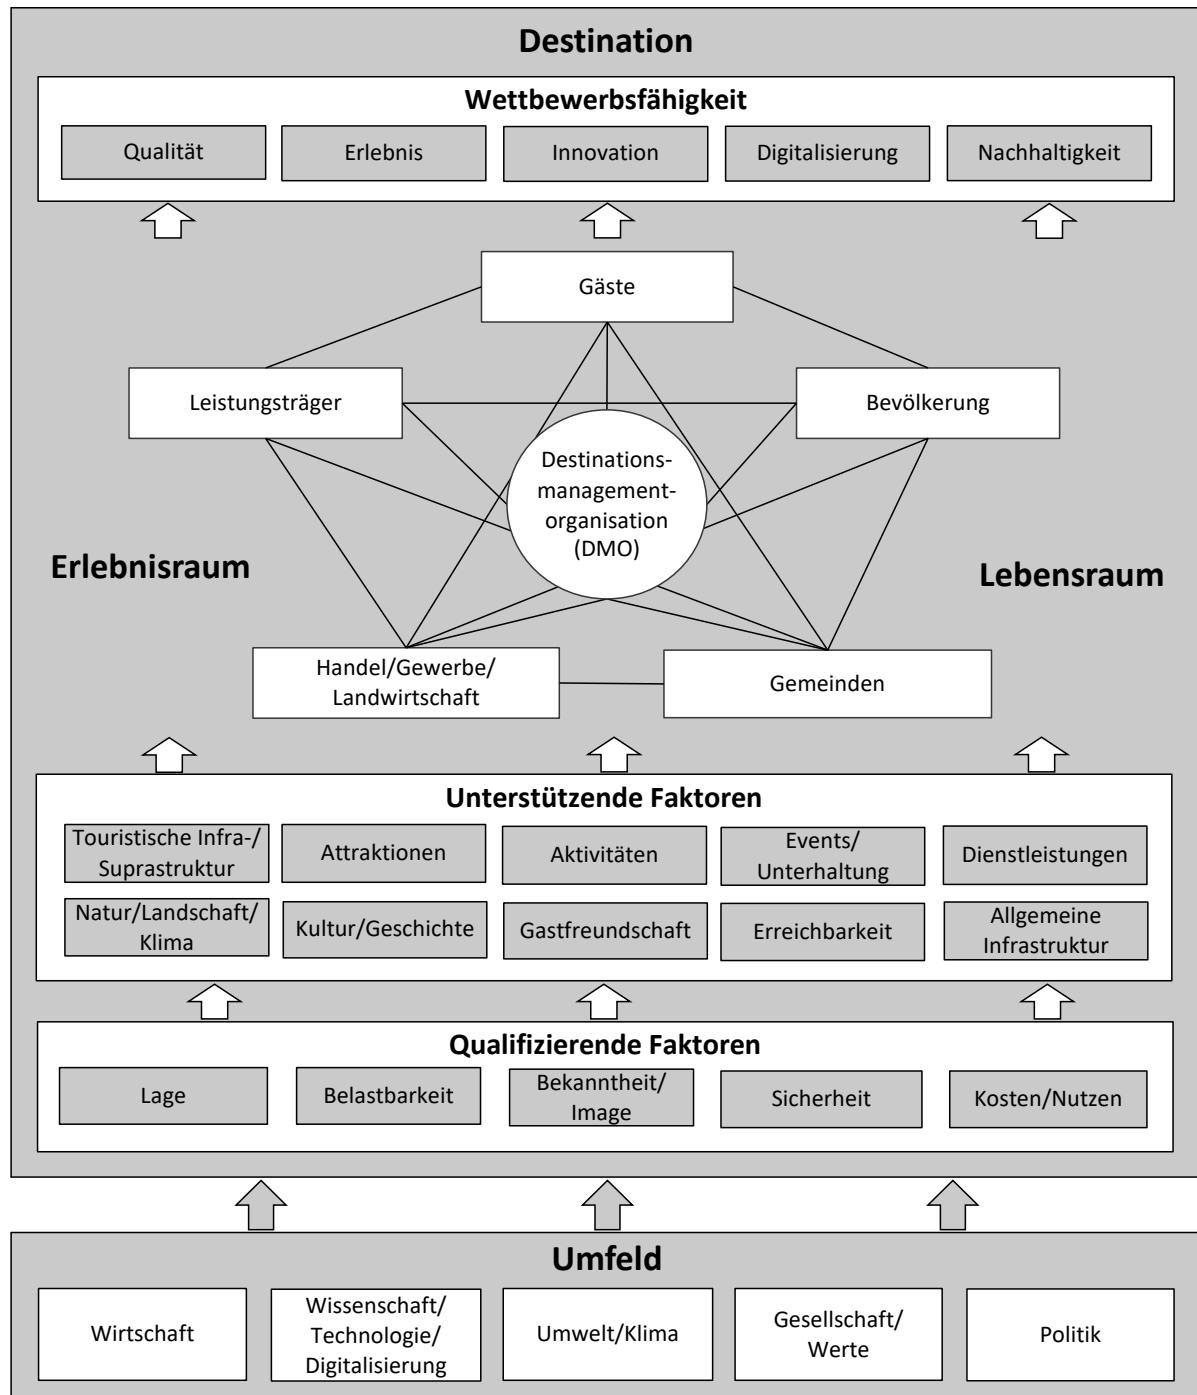 Destination
Wettbewerbsfähigkeit
Qualität
Erlebnis
Innovation
Digitalisierung
Nachhaltigkeit
Gäste
Leistungsträger
Bevölkerung
Destinations-
management-
organisation
(DMO)
Erlebnisraum
Lebensraum
Handel/Gewerbe/
Landwirtschaft
Gemeinden
Unterstützende Faktoren
Touristische Infra-/
Suprastruktur
Attraktionen
Aktivitäten
Events/
Unterhaltung
Dienstleistungen
Natur/Landschaft/
Klima
Kultur/Geschichte
Gastfreundschaft
Erreichbarkeit
Allgemeine
Infrastruktur
Qualifizierende Faktoren
Lage
Belastbarkeit
Bekanntheit/
Image
Sicherheit
Kosten/Nutzen
Umfeld
Wirtschaft
Wissenschaft/
Technologie/
Digitalisierung
Umwelt/Klima
Gesellschaft/
Werte
Politik